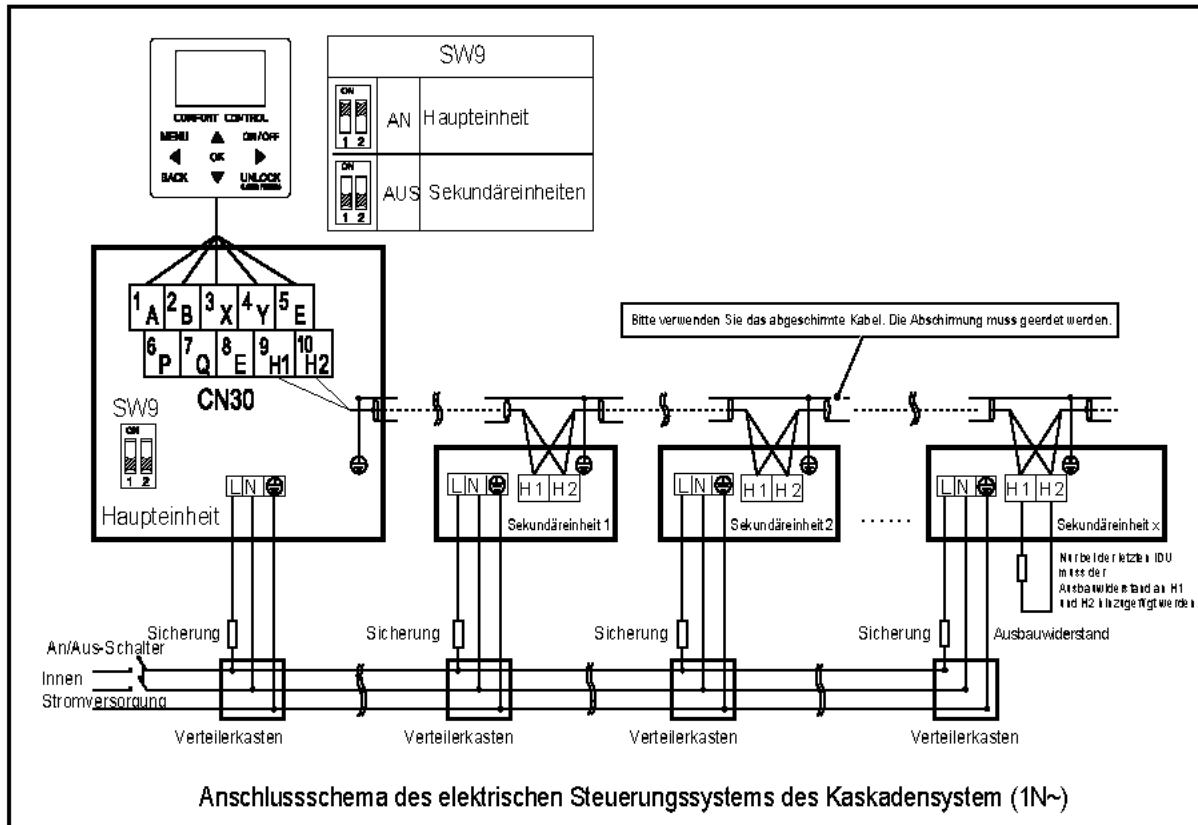 SW9
ON
1 2
AN
Haupteinheit
ON
1 2
AUS
Sekundäreinheiten
COMFORT CONTROL
MENU
ON/OFF
OK
BACK
UNLOCK
1 A
2 B
3 X
4 Y
5 E
6 P
7 Q
8 E
9 H1
10 H2
CN30
Bitte verwenden Sie das abgeschirmte Kabel. Die Abschirmung muss geerdet werden.
SW9
ON
1 2
L N
Haupteinheit
L N
H1 H2
Sekundäreinheit 1
L N
H1 H2
Sekundäreinheit 2
......
L N
H1 H2
Sekundäreinheit x
Nur bei der letzten IDU
muss der
Ausbauwiderstand an H1
und H2 hinzugefügt werden.
Sicherung
Sicherung
Sicherung
Sicherung
Ausbauwiderstand
An/Aus-Schalter
Innen
Stromversorgung
Verteilerkasten
Verteilerkasten
Verteilerkasten
Verteilerkasten
Anschlussschema des elektrischen Steuerungssystems des Kaskadensystem (1N~)